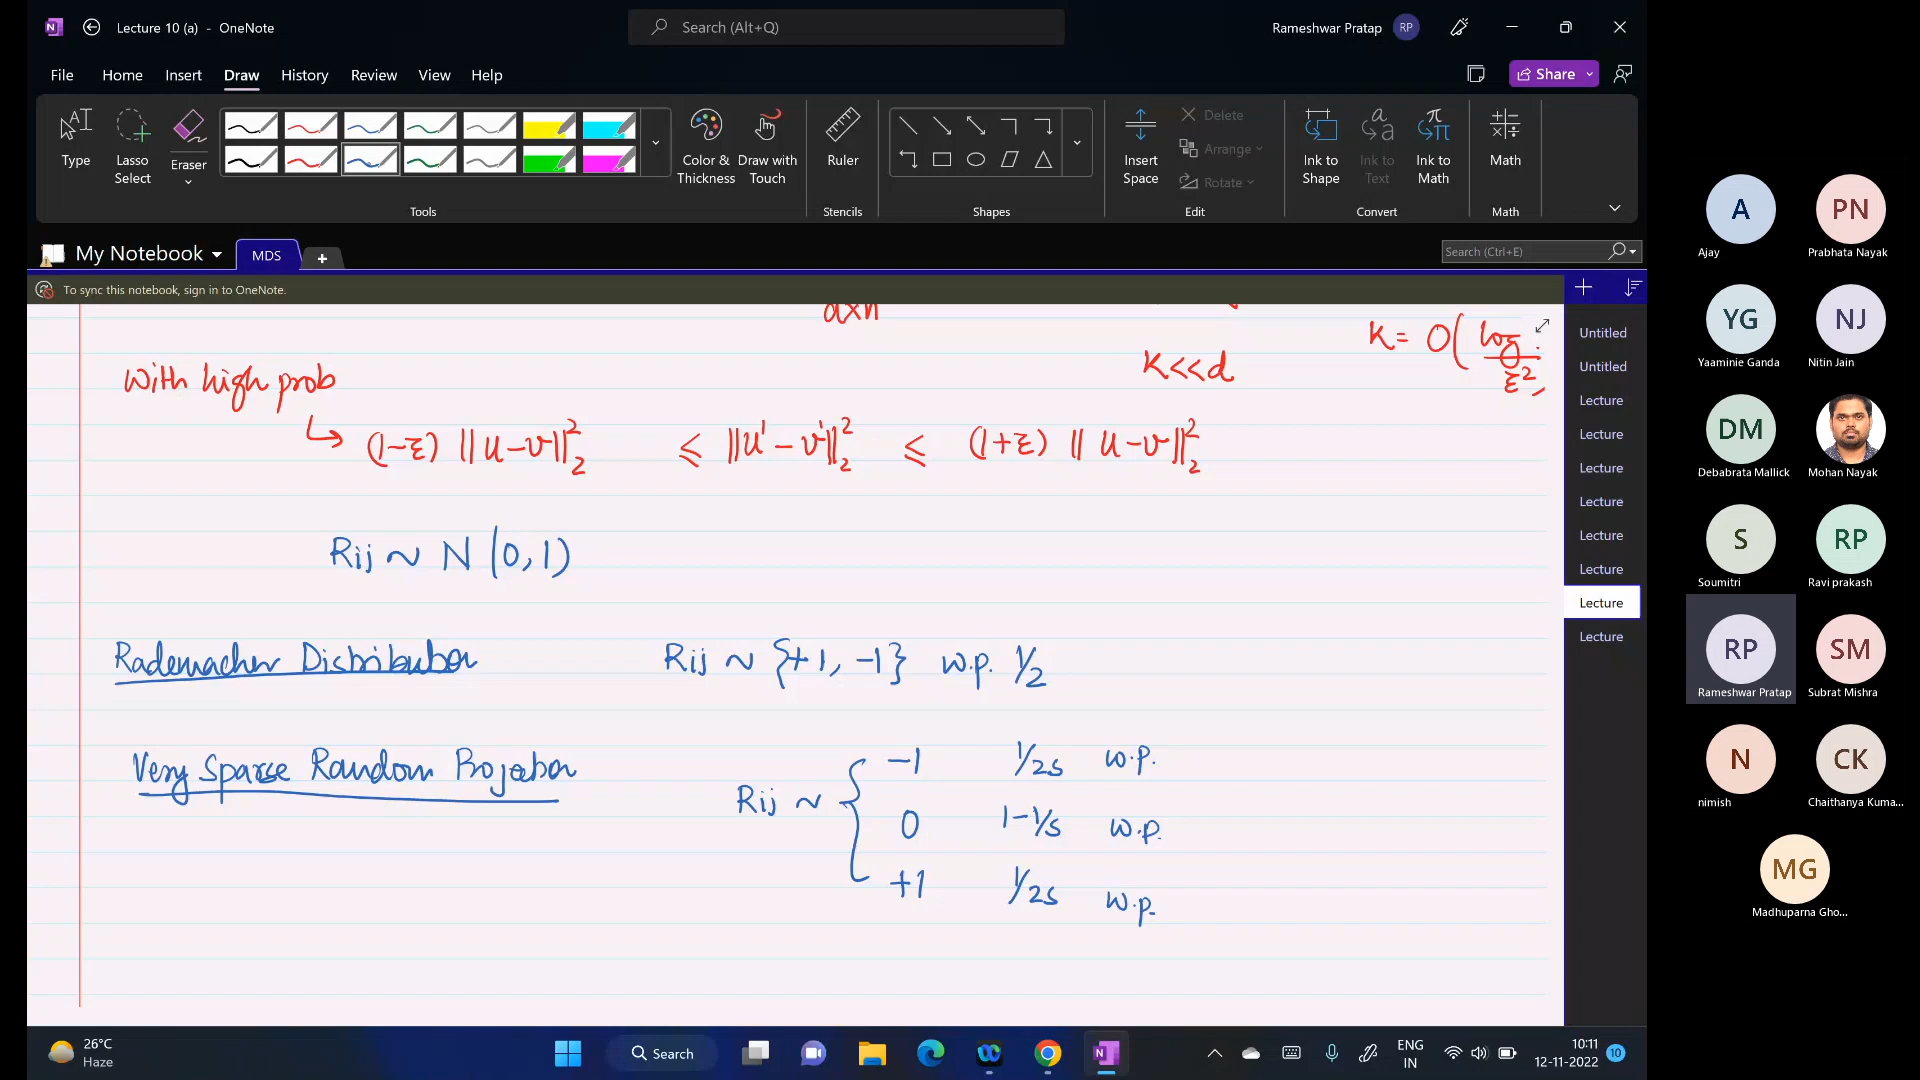 Lecture 10 (a) - OneNote
Search (Alt+Q)
Rameshwar Pratap RP
File Home Insert Draw History Review View Help
Share
Type Lasso Select Eraser Color & Thickness Draw with Touch Ruler Insert Space Delete Arrange Rotate Ink to Shape Ink to Text Ink to Math Math
Tools Stencils Shapes Edit Convert Math
My Notebook MDS
Search (Ctrl+E)
To sync this notebook, sign in to OneNote.
d×n
K = O( log
ε²,
K<<d
With high prob
(1-ε) ||u-v||₂² ≤ ||u'-v'||₂² ≤ (1+ε) ||u-v||₂²
Rij ~ N(0,1)
Rademacher Distribution Rij ~ {+1, -1} w.p. 1/2
Very Sparse Random Projection
Rij ~ { -1 1/2s w.p.
0 1-1/s w.p.
+1 1/2s w.p.
Untitled
Untitled
Lecture
Lecture
Lecture
Lecture
Lecture
Lecture
Lecture
Lecture
A PN
Ajay Prabhata Nayak
YG NJ
Yaaminie Ganda Nitin Jain
DM
Debabrata Mallick Mohan Nayak
S RP
Soumitri Ravi prakash
RP SM
Rameshwar Pratap Subrat Mishra
N CK
nimish Chaithanya Kuma...
MG
Madhuparna Gho...
26°C
Haze
Search
ENG
IN
10:11
12-11-2022
10